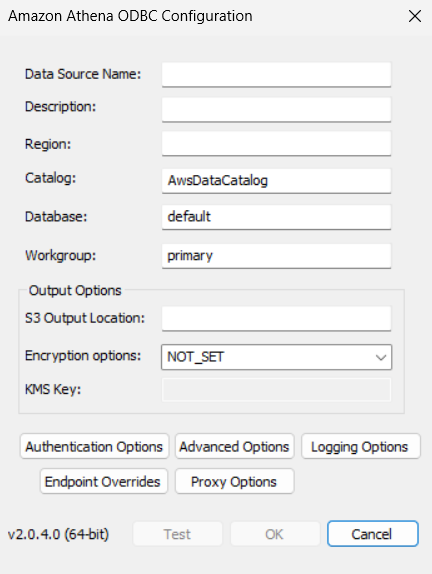 Amazon Athena ODBC Configuration
Data Source Name:
Description:
Region:
Catalog: AwsDataCatalog
Database: default
Workgroup: primary
Output Options
S3 Output Location:
Encryption options: NOT_SET
KMS Key:
Authentication Options Advanced Options Logging Options
Endpoint Overrides Proxy Options
v2.0.4.0 (64-bit) Test OK Cancel